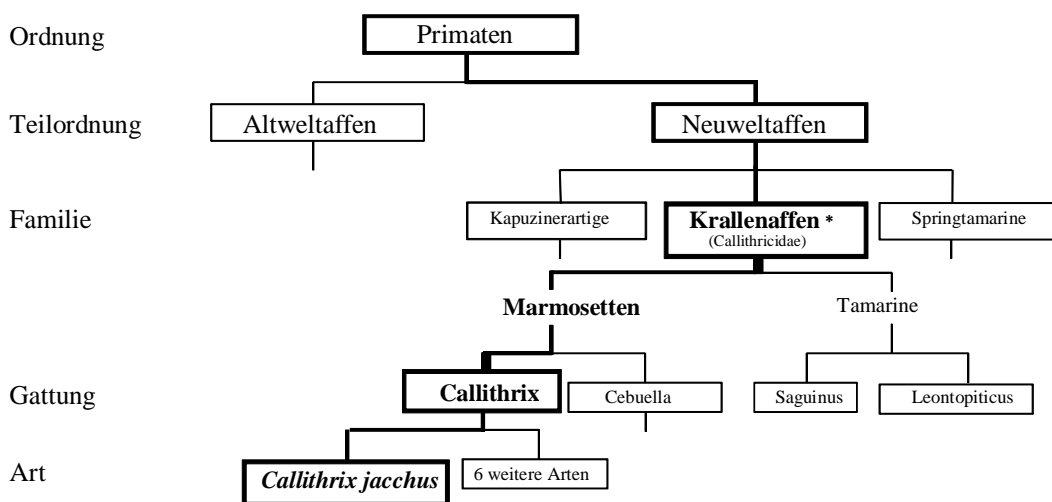 Ordnung
Primaten
Teilordnung
Altweltaffen
Neuweltaffen
Familie
Kapuzinerartige
Krallenaffen *
(Callithricidae)
Springtamarine
Marmosetten
Tamarine
Gattung
Callithrix
Cebuella
Saguinus
Leontopiticus
Art
Callithrix jacchus
6 weitere Arten